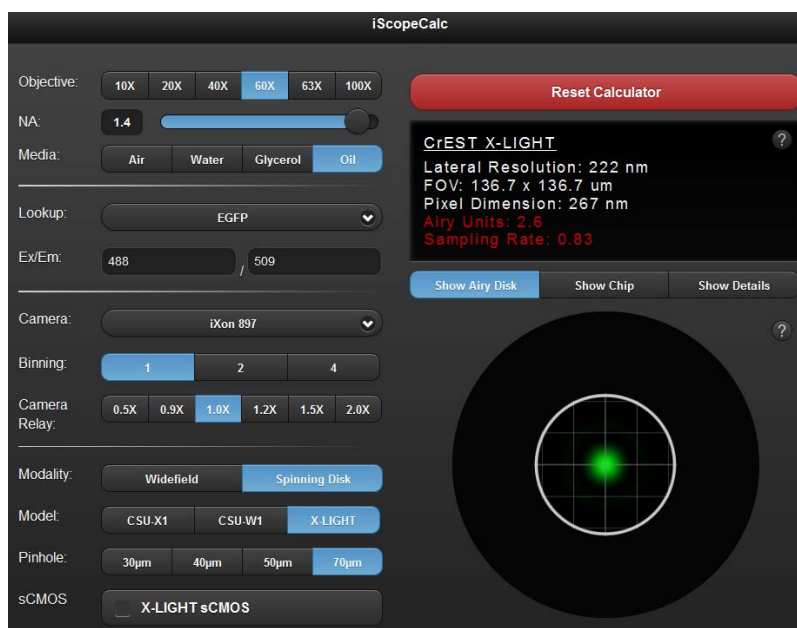 iScopeCalc
Objective: 10X 20X 40X 60X 63X 100X
NA: 1.4
Media: Air Water Glycerol Oil
Lookup: EGFP
Ex/Em: 488 / 509
Camera: iXon 897
Binning: 1 2 4
Camera Relay: 0.5X 0.9X 1.0X 1.2X 1.5X 2.0X
Modality: Widefield Spinning Disk
Model: CSU-X1 CSU-W1 X-LIGHT
Pinhole: 30µm 40µm 50µm 70µm
sCMOS X-LIGHT sCMOS
Reset Calculator
CrEST X-LIGHT ?
Lateral Resolution: 222 nm
FOV: 136.7 x 136.7 um
Pixel Dimension: 267 nm
Airy Units: 2.6
Sampling Rate: 0.83
Show Airy Disk Show Chip Show Details
?